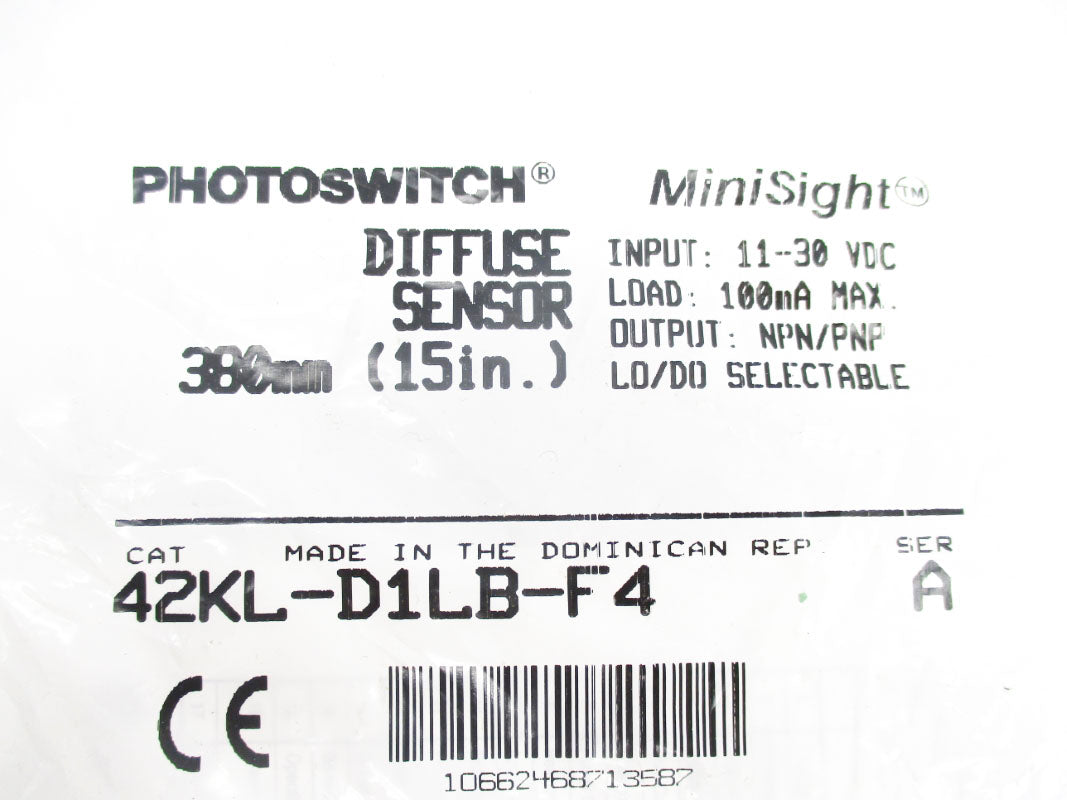 PHOTOSWITCH® MiniSight™
DIFFUSE
SENSOR
380mm (15in.)
INPUT: 11-30 VDC
LOAD: 100mA MAX.
OUTPUT: NPN/PNP
LO/DO SELECTABLE
CAT MADE IN THE DOMINICAN REP. SER
42KL-D1LB-F4 A
CE
10662468713587